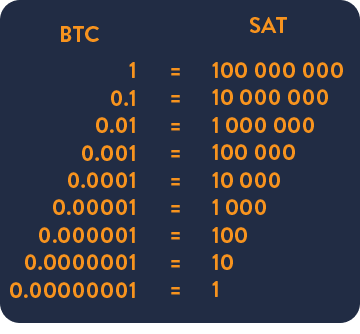 BTC SAT
1 = 100 000 000
0.1 = 10 000 000
0.01 = 1 000 000
0.001 = 100 000
0.0001 = 10 000
0.00001 = 1 000
0.000001 = 100
0.0000001 = 10
0.00000001 = 1